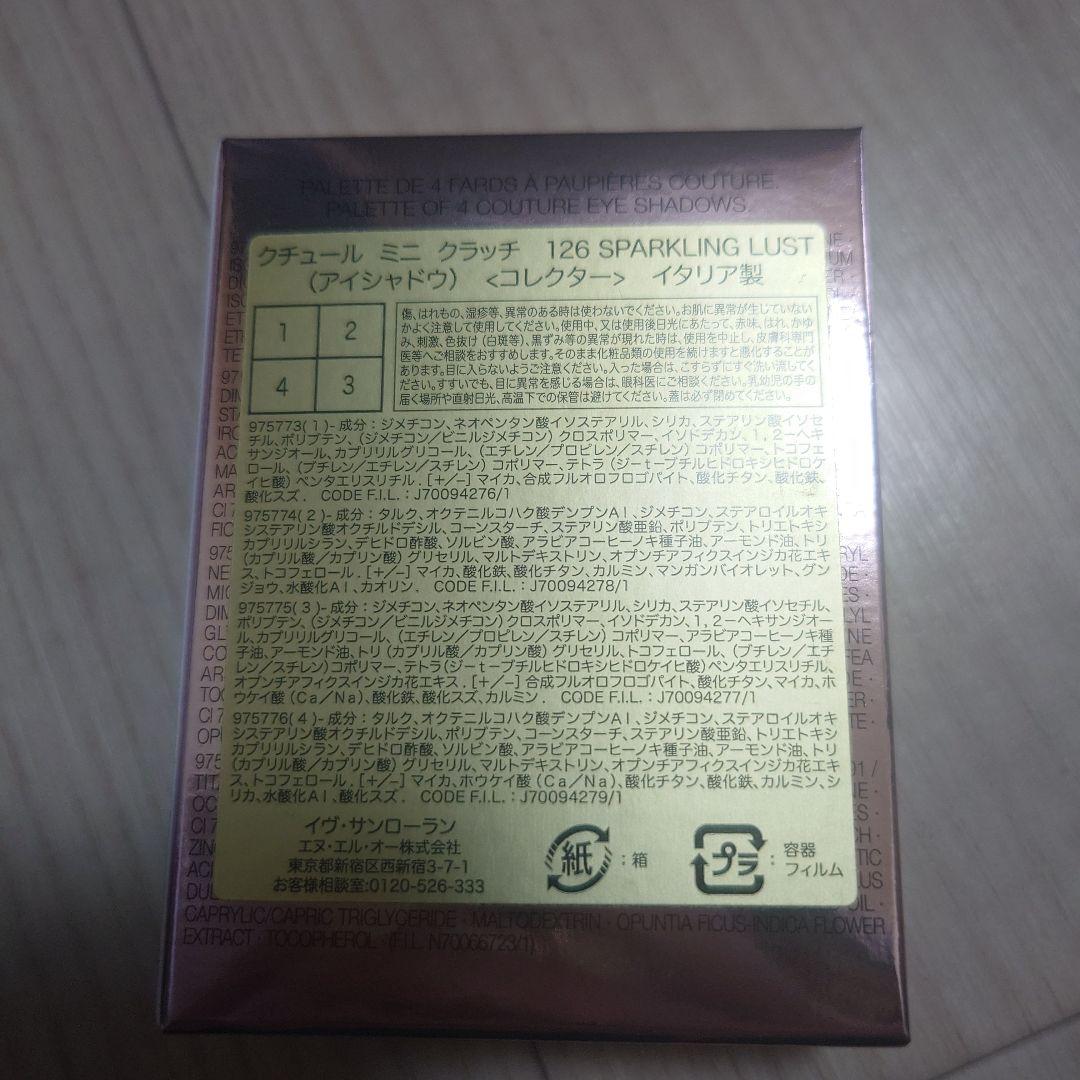 PALETTE DE 4 FARDS À PAUPIÈRES COUTURE.
PALETTE OF 4 COUTURE EYE SHADOWS.
クチュール ミニ クラッチ 126 SPARKLING LUST
（アイシャドウ） <コレクター> イタリア製
1 2
4 3
傷、はれもの、湿疹等、異常のある時は使わないでください。お肌に異常が生じていない
かよく注意して使用してください。使用中、又は使用後日光にあたって、赤味、はれ、かゆ
み、刺激、色抜け（白斑等）、黒ずみ等の異常が現れた時は、使用を中止し、皮膚科専門
医等へご相談をおすすめします。そのまま化粧品類の使用を続けますと悪化することが
あります。目に入らないようご注意ください。入った場合は、こすらずにすぐ洗い流してく
ださい。すすいでも、目に異常を感じる場合は、眼科医にご相談ください。乳幼児の手の
届く場所や直射日光、高温下での保管は避けてください。蓋は必ず閉めてください。
975773(1)-成分：ジメチコン、ネオペンタン酸イソステアリル、シリカ、ステアリン酸イソセ
チル、ポリブテン、（ジメチコン／ビニルジメチコン）クロスポリマー、イソドデカン、1，2－ヘキ
サンジオール、カプリリルグリコール、（エチレン／プロピレン／スチレン）コポリマー、トコフェ
ロール、（ブチレン／エチレン／スチレン）コポリマー、テトラ（ジ－ｔ－ブチルヒドロキシヒドロケ
イヒ酸）ペンタエリスリチル．[＋／－]マイカ、合成フルオロフロゴパイト、酸化チタン、酸化鉄、
酸化スズ． CODE F.I.L.：J70094276/1
975774(2)-成分：タルク、オクテニルコハク酸デンプンAl、ジメチコン、ステアロイルオキ
システアリン酸オクチルドデシル、コーンスターチ、ステアリン酸亜鉛、ポリブテン、トリエトキシ
カプリリルシラン、デヒドロ酢酸、ソルビン酸、アラビアコーヒーノキ種子油、アーモンド油、トリ
（カプリル酸／カプリン酸）グリセリル、マルトデキストリン、オプンチアフィクスインジカ花エキ
ス、トコフェロール．[＋／－]マイカ、酸化鉄、酸化チタン、カルミン、マンガンバイオレット、グン
ジョウ、水酸化Al、カオリン． CODE F.I.L.：J70094278/1
975775(3)-成分：ジメチコン、ネオペンタン酸イソステアリル、シリカ、ステアリン酸イソセチル、
ポリブテン、（ジメチコン／ビニルジメチコン）クロスポリマー、イソドデカン、1，2－ヘキサンジオー
ル、カプリリルグリコール、（エチレン／プロピレン／スチレン）コポリマー、アラビアコーヒーノキ種
子油、アーモンド油、トリ（カプリル酸／カプリン酸）グリセリル、トコフェロール、（ブチレン／エチ
レン／スチレン）コポリマー、テトラ（ジ－ｔ－ブチルヒドロキシヒドロケイヒ酸）ペンタエリスリチル、
オプンチアフィクスインジカ花エキス．[＋／－]合成フルオロフロゴパイト、酸化チタン、マイカ、ホ
ウケイ酸（Ca／Na）、酸化鉄、酸化スズ、カルミン． CODE F.I.L.：J70094277/1
975776(4)-成分：タルク、オクテニルコハク酸デンプンAl、ジメチコン、ステアロイルオキ
システアリン酸オクチルドデシル、ポリブテン、コーンスターチ、ステアリン酸亜鉛、トリエトキシ
カプリリルシラン、デヒドロ酢酸、ソルビン酸、アラビアコーヒーノキ種子油、アーモンド油、トリ
（カプリル酸／カプリン酸）グリセリル、マルトデキストリン、オプンチアフィクスインジカ花エキ
ス、トコフェロール．[＋／－]マイカ、ホウケイ酸（Ca／Na）、酸化チタン、酸化鉄、カルミン、シ
リカ、水酸化Al、酸化スズ． CODE F.I.L.：J70094279/1
イヴ・サンローラン
エヌ・エル・オー株式会社
東京都新宿区西新宿3-7-1
お客様相談室:0120-526-333
紙：箱
プラ：容器
フィルム
CAPRYLIC/CAPRIC TRIGLYCERIDE · MALTODEXTRIN · OPUNTIA FICUS-INDICA FLOWER
EXTRACT · TOCOPHEROL · (F.I.L. N70066723/1)